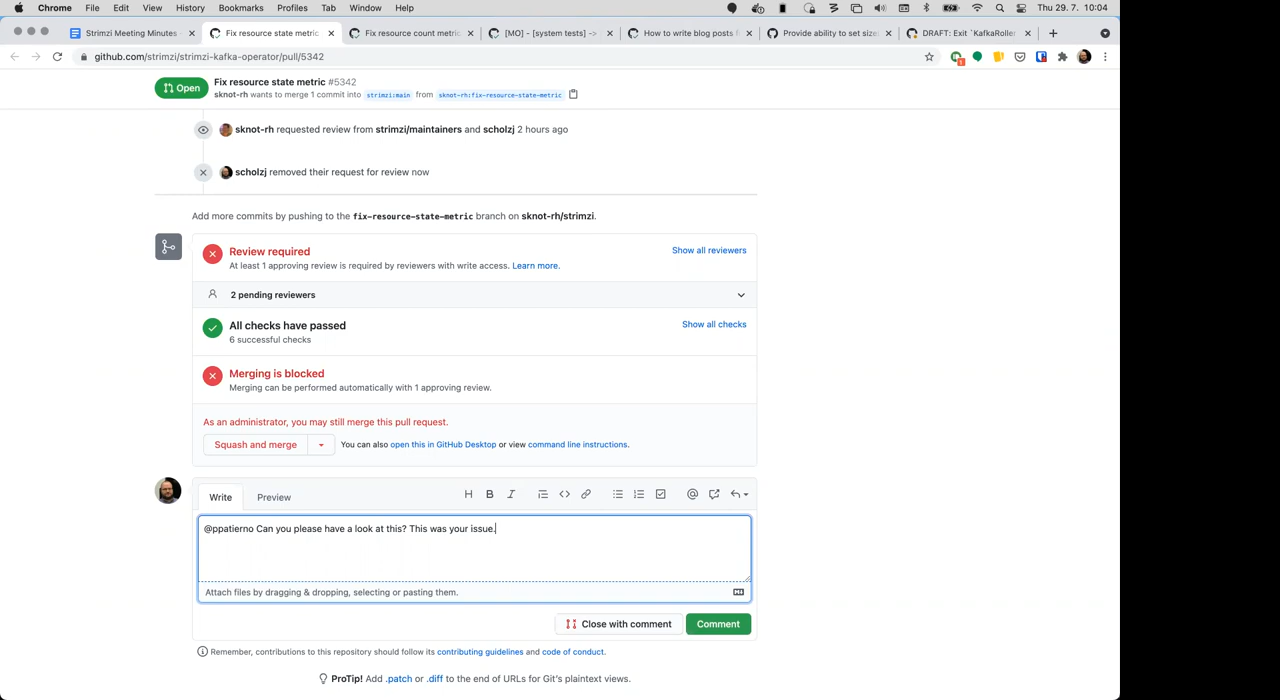 Chrome File Edit View History Bookmarks Profiles Tab Window Help Thu 29. 7. 10:04
Strimzi Meeting Minutes - Fix resource state metric Fix resource count metric [MO] - [system tests] -> How to write blog posts f Provide ability to set size DRAFT: Exit `KafkaRoller
github.com/strimzi/strimzi-kafka-operator/pull/5342
Open
Fix resource state metric #5342
sknot-rh wants to merge 1 commit into strimzi:main from sknot-rh:fix-resource-state-metric
sknot-rh requested review from strimzi/maintainers and scholzj 2 hours ago
scholzj removed their request for review now
Add more commits by pushing to the fix-resource-state-metric branch on sknot-rh/strimzi.
Review required Show all reviewers
At least 1 approving review is required by reviewers with write access. Learn more.
2 pending reviewers
All checks have passed Show all checks
6 successful checks
Merging is blocked
Merging can be performed automatically with 1 approving review.
As an administrator, you may still merge this pull request.
Squash and merge You can also open this in GitHub Desktop or view command line instructions.
Write Preview
@ppatierno Can you please have a look at this? This was your issue.
Attach files by dragging & dropping, selecting or pasting them.
Close with comment Comment
Remember, contributions to this repository should follow its contributing guidelines and code of conduct.
ProTip! Add .patch or .diff to the end of URLs for Git's plaintext views.